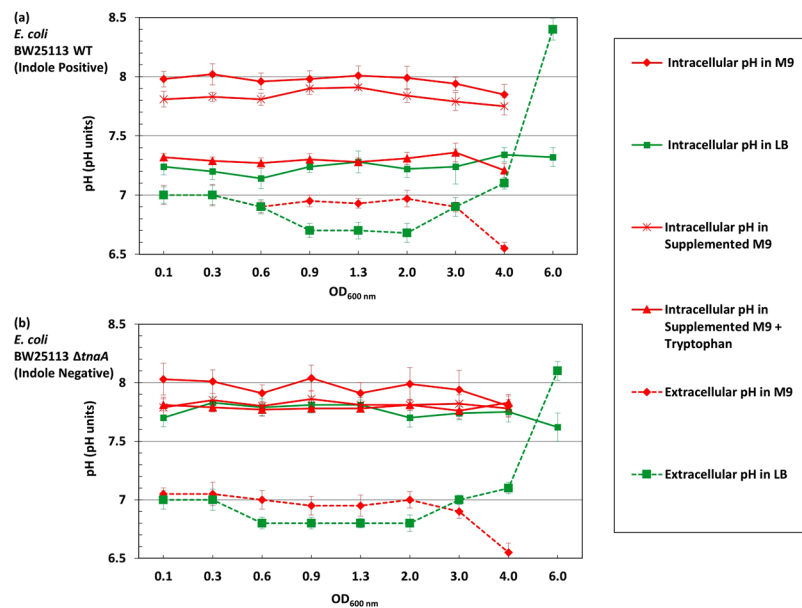 (a)
E. coli
BW25113 WT
(Indole Positive)
pH (pH units)
8.5
8
7.5
7
6.5
0.1 0.3 0.6 0.9 1.3 2.0 3.0 4.0 6.0
OD600 nm
(b)
E. coli
BW25113 ΔtnaA
(Indole Negative)
pH (pH units)
8.5
8
7.5
7
6.5
0.1 0.3 0.6 0.9 1.3 2.0 3.0 4.0 6.0
OD600 nm
Intracellular pH in M9
Intracellular pH in LB
Intracellular pH in
Supplemented M9
Intracellular pH in
Supplemented M9 +
Tryptophan
Extracellular pH in M9
Extracellular pH in LB